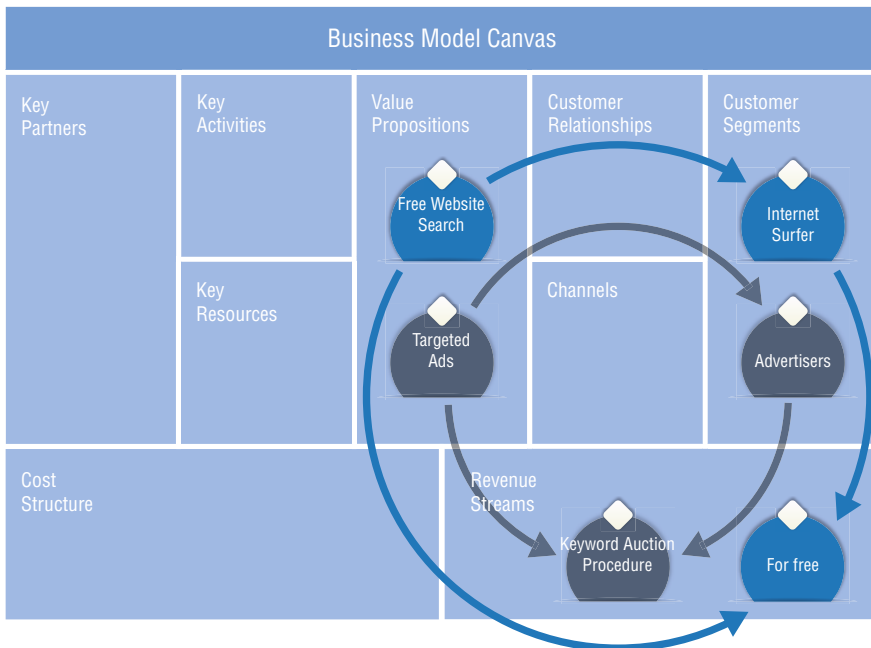 Business Model Canvas
Key
Partners
Key
Activities
Value
Propositions
Customer
Relationships
Customer
Segments
Free Website
Search
Internet
Surfer
Key
Resources
Channels
Targeted
Ads
Advertisers
Cost
Structure
Revenue
Streams
Keyword Auction
Procedure
For free